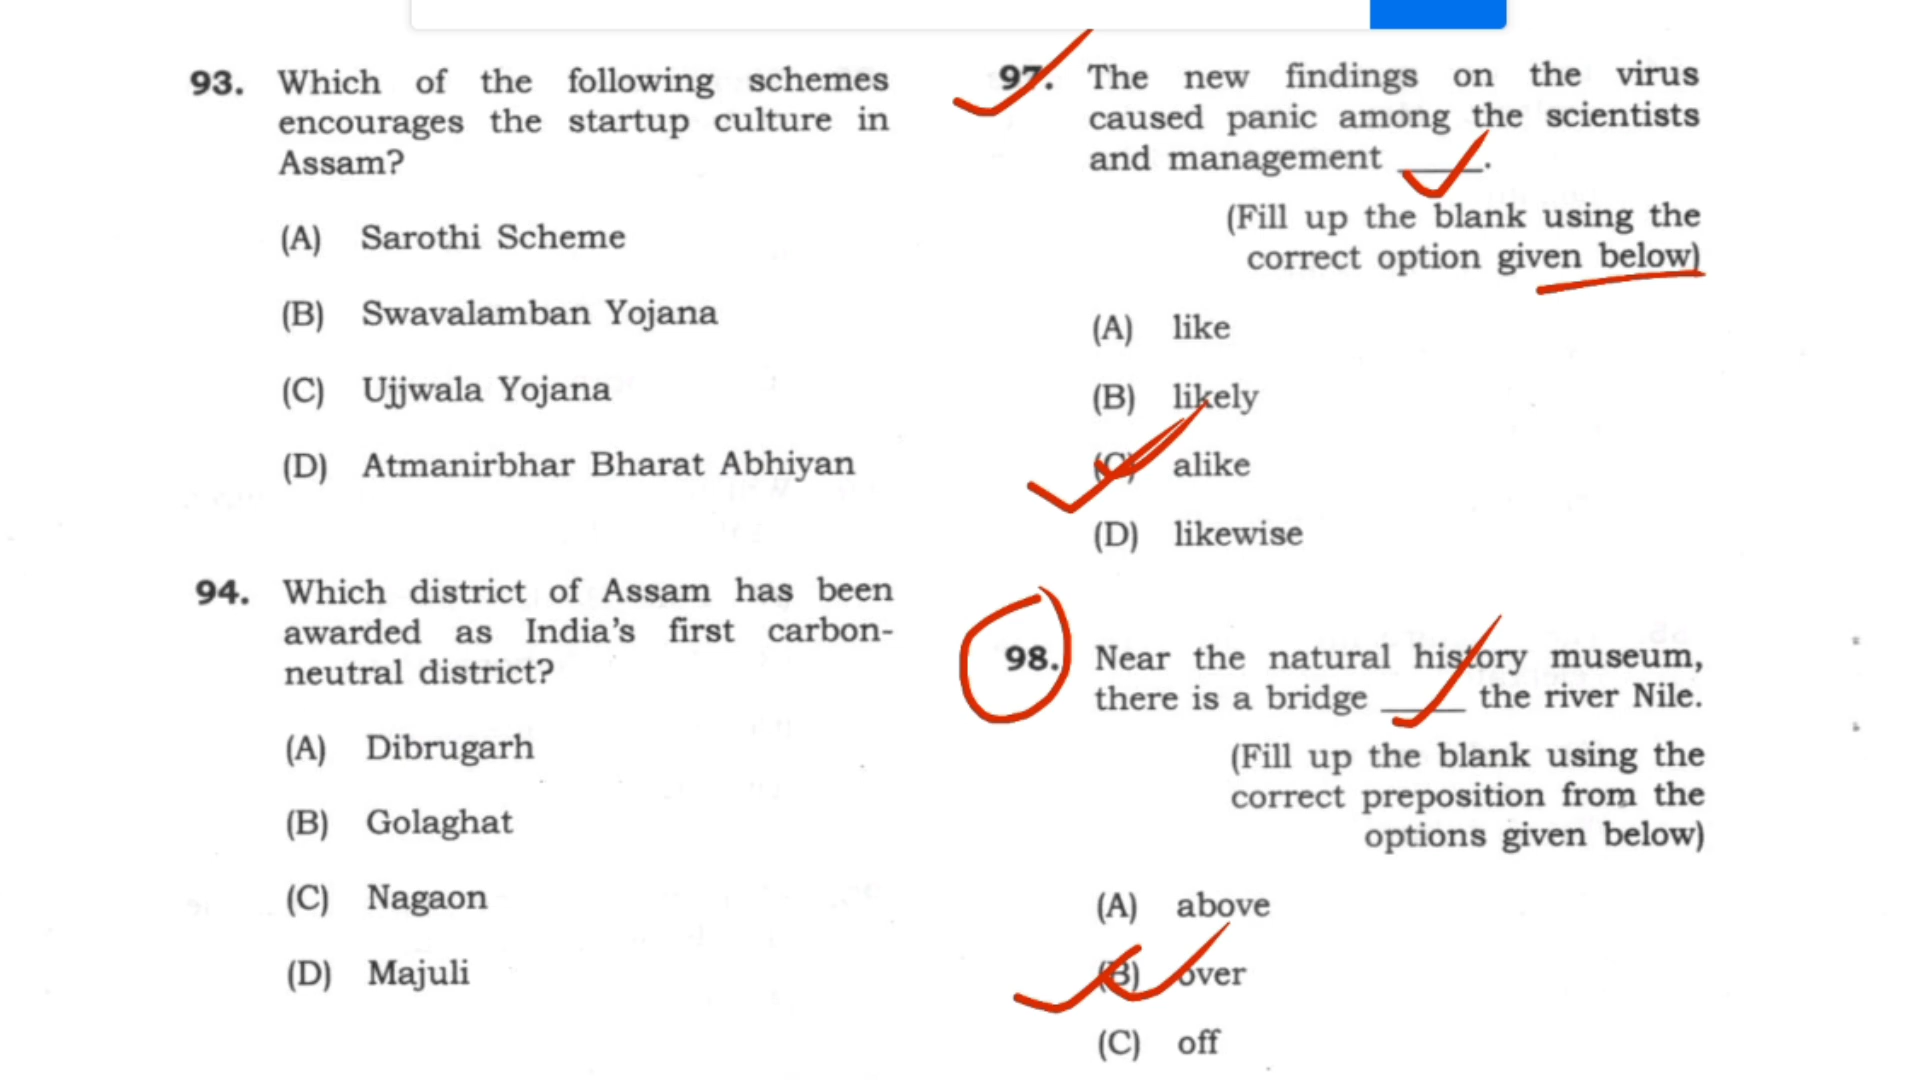 93. Which of the following schemes
encourages the startup culture in
Assam?
(A) Sarothi Scheme
(B) Swavalamban Yojana
(C) Ujjwala Yojana
(D) Atmanirbhar Bharat Abhiyan
94. Which district of Assam has been
awarded as India's first carbon-
neutral district?
(A) Dibrugarh
(B) Golaghat
(C) Nagaon
(D) Majuli
97. The new findings on the virus
caused panic among the scientists
and management ____.
(Fill up the blank using the
correct option given below)
(A) like
(B) likely
(C) alike
(D) likewise
98. Near the natural history museum,
there is a bridge ____ the river Nile.
(Fill up the blank using the
correct preposition from the
options given below)
(A) above
(B) over
(C) off